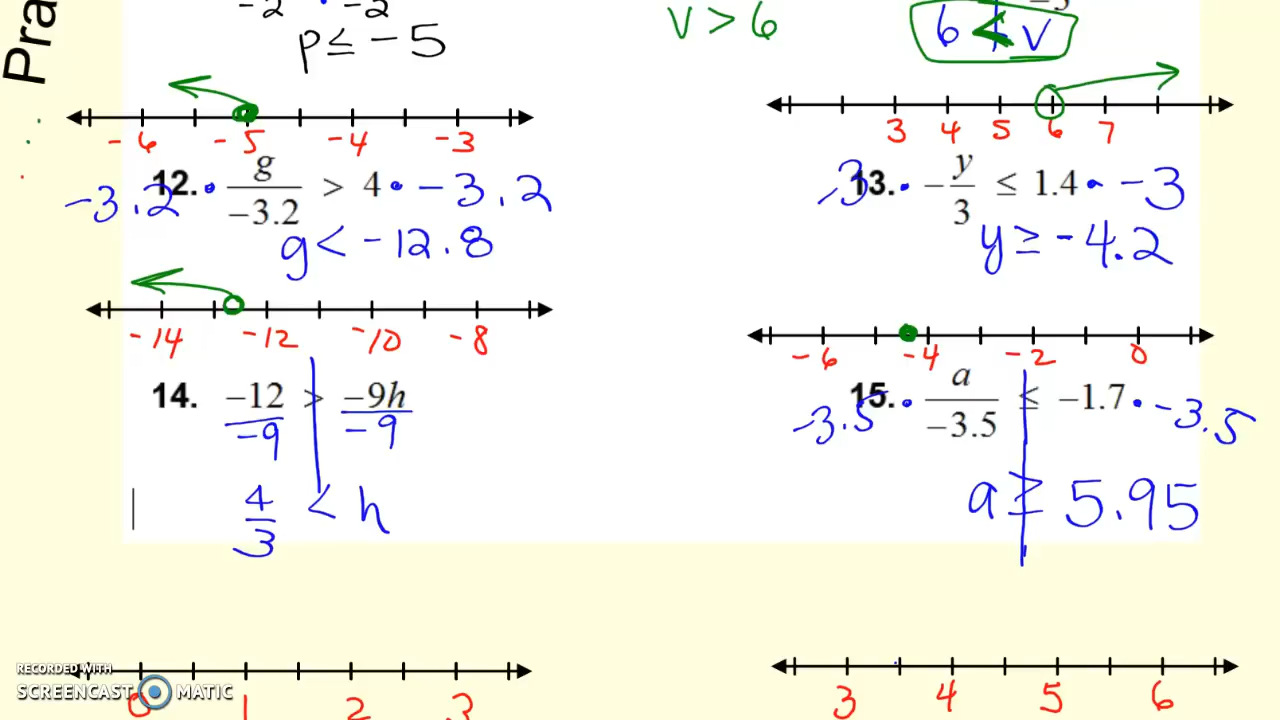 Pra
-2 · -2
p ≤ -5
-6 -5 -4 -3
v > 6
6 < v
3 4 5 6 7
12. g/-3.2 > 4
-3.2 · · -3.2
g < -12.8
-14 -12 -10 -8
13. -y/3 ≤ 1.4
-3 · · -3
y ≥ -4.2
-6 -4 -2 0
14. -12 > -9h
-9 -9
4/3 < h
0 1 2 3
15. a/-3.5 ≤ -1.7
-3.5 · · -3.5
a ≥ 5.95
3 4 5 6
RECORDED WITH
SCREENCAST MATIC